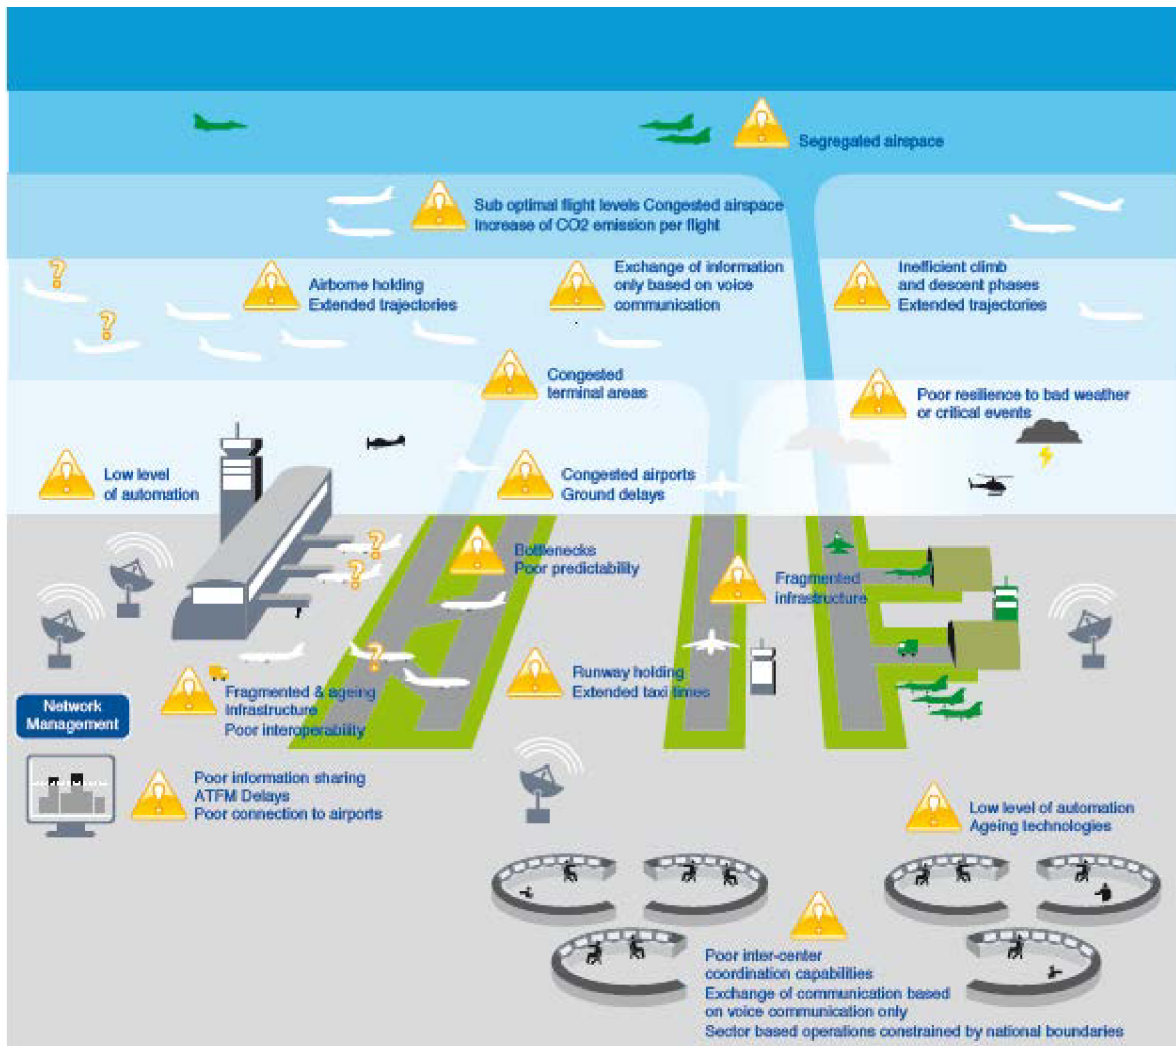 Segregated airspace
Sub optimal flight levels Congested airspace
Increase of CO2 emission per flight
Airborne holding
Extended trajectories
Exchange of information
only based on voice
communication
Inefficient climb
and descent phases
Extended trajectories
?
?
Congested
terminal areas
Poor resilience to bad weather
or critical events
Low level
of automation
Congested airports
Ground delays
Bottlenecks
Poor predictability
?
?
Fragmented
infrastructure
?
Runway holding
Extended taxi times
Fragmented & ageing
Infrastructure
Poor interoperability
Network
Management
Poor information sharing
ATFM Delays
Poor connection to airports
Low level of automation
Ageing technologies
Poor inter-center
coordination capabilities
Exchange of communication based
on voice communication only
Sector based operations constrained by national boundaries